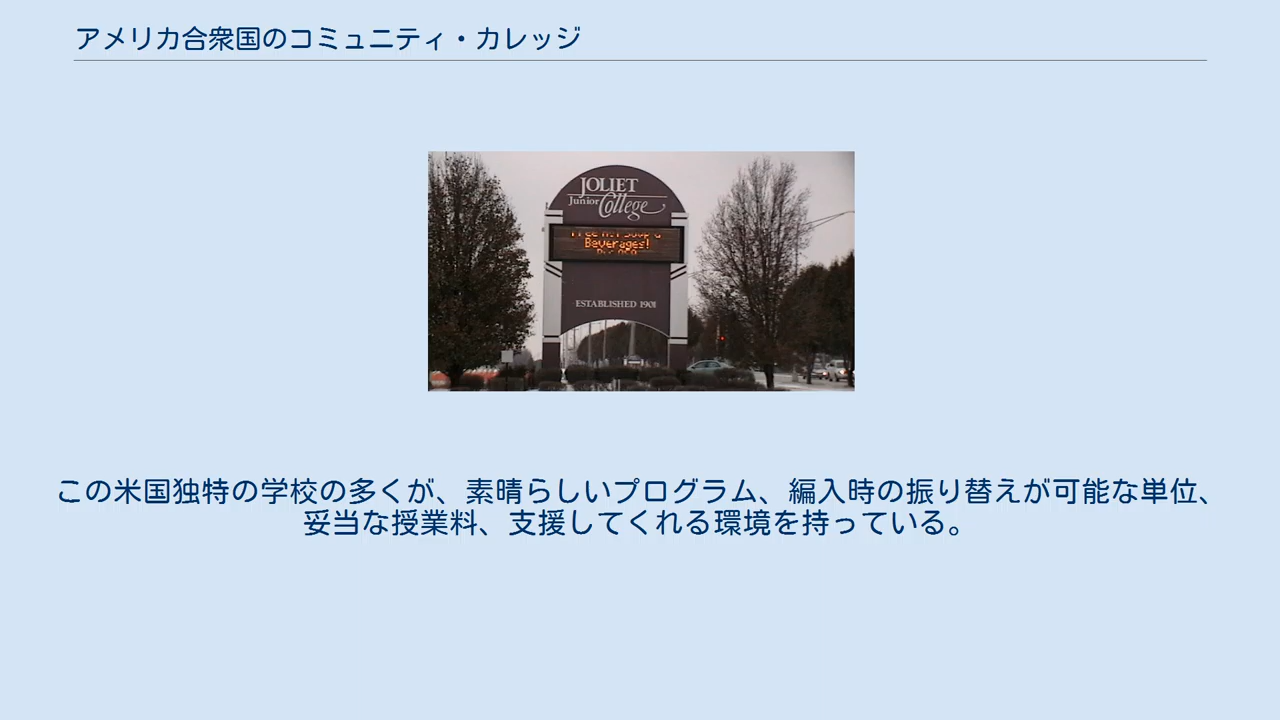 アメリカ合衆国のコミュニティ・カレッジ
JOLIET
Junior College
Beverages!
ESTABLISHED 1901
この米国独特の学校の多くが、素晴らしいプログラム、編入時の振り替えが可能な単位、
妥当な授業料、支援してくれる環境を持っている。